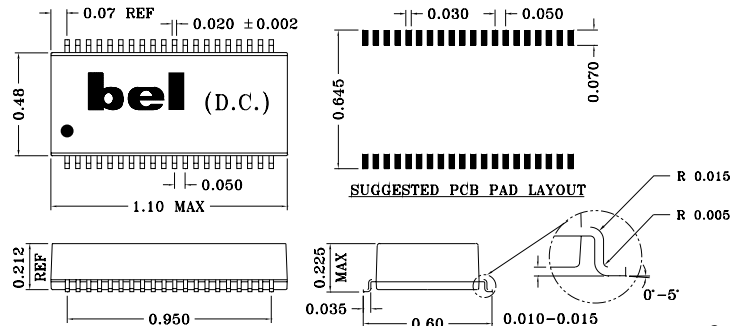 0.07 REF
0.020 ±0.002
0.030
0.050
0.48
bel (D.C.)
0.645
0.070
0.050
1.10 MAX
SUGGESTED PCB PAD LAYOUT
R 0.015
R 0.005
0.212 REF
0.225 MAX
0°-5°
0.035
0.950
0.60
0.010-0.015